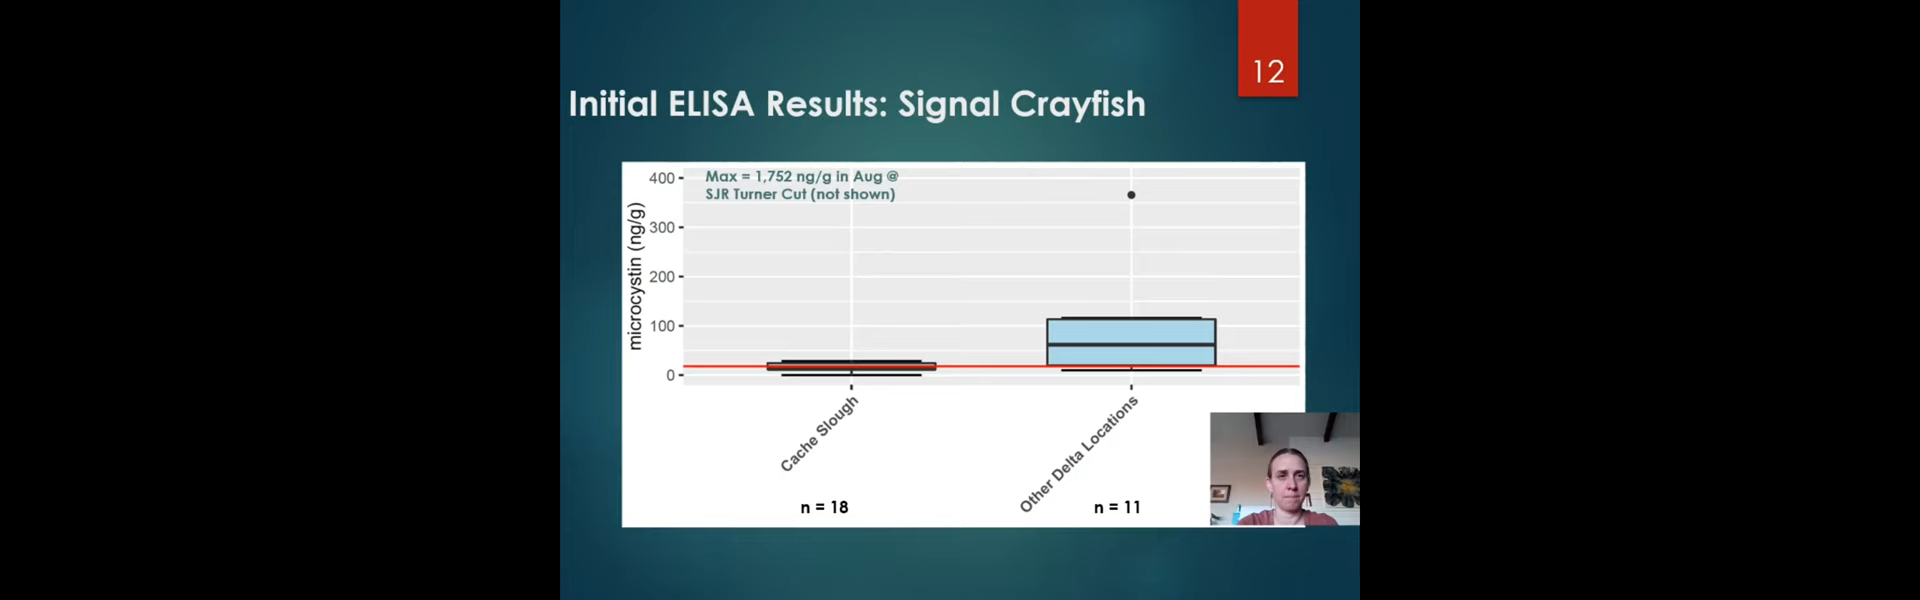 12
Initial ELISA Results: Signal Crayfish
Max = 1,752 ng/g in Aug @
SJR Turner Cut (not shown)
microcystin (ng/g)
400
300
200
100
0
Cache Slough
Other Delta Locations
n = 18
n = 11